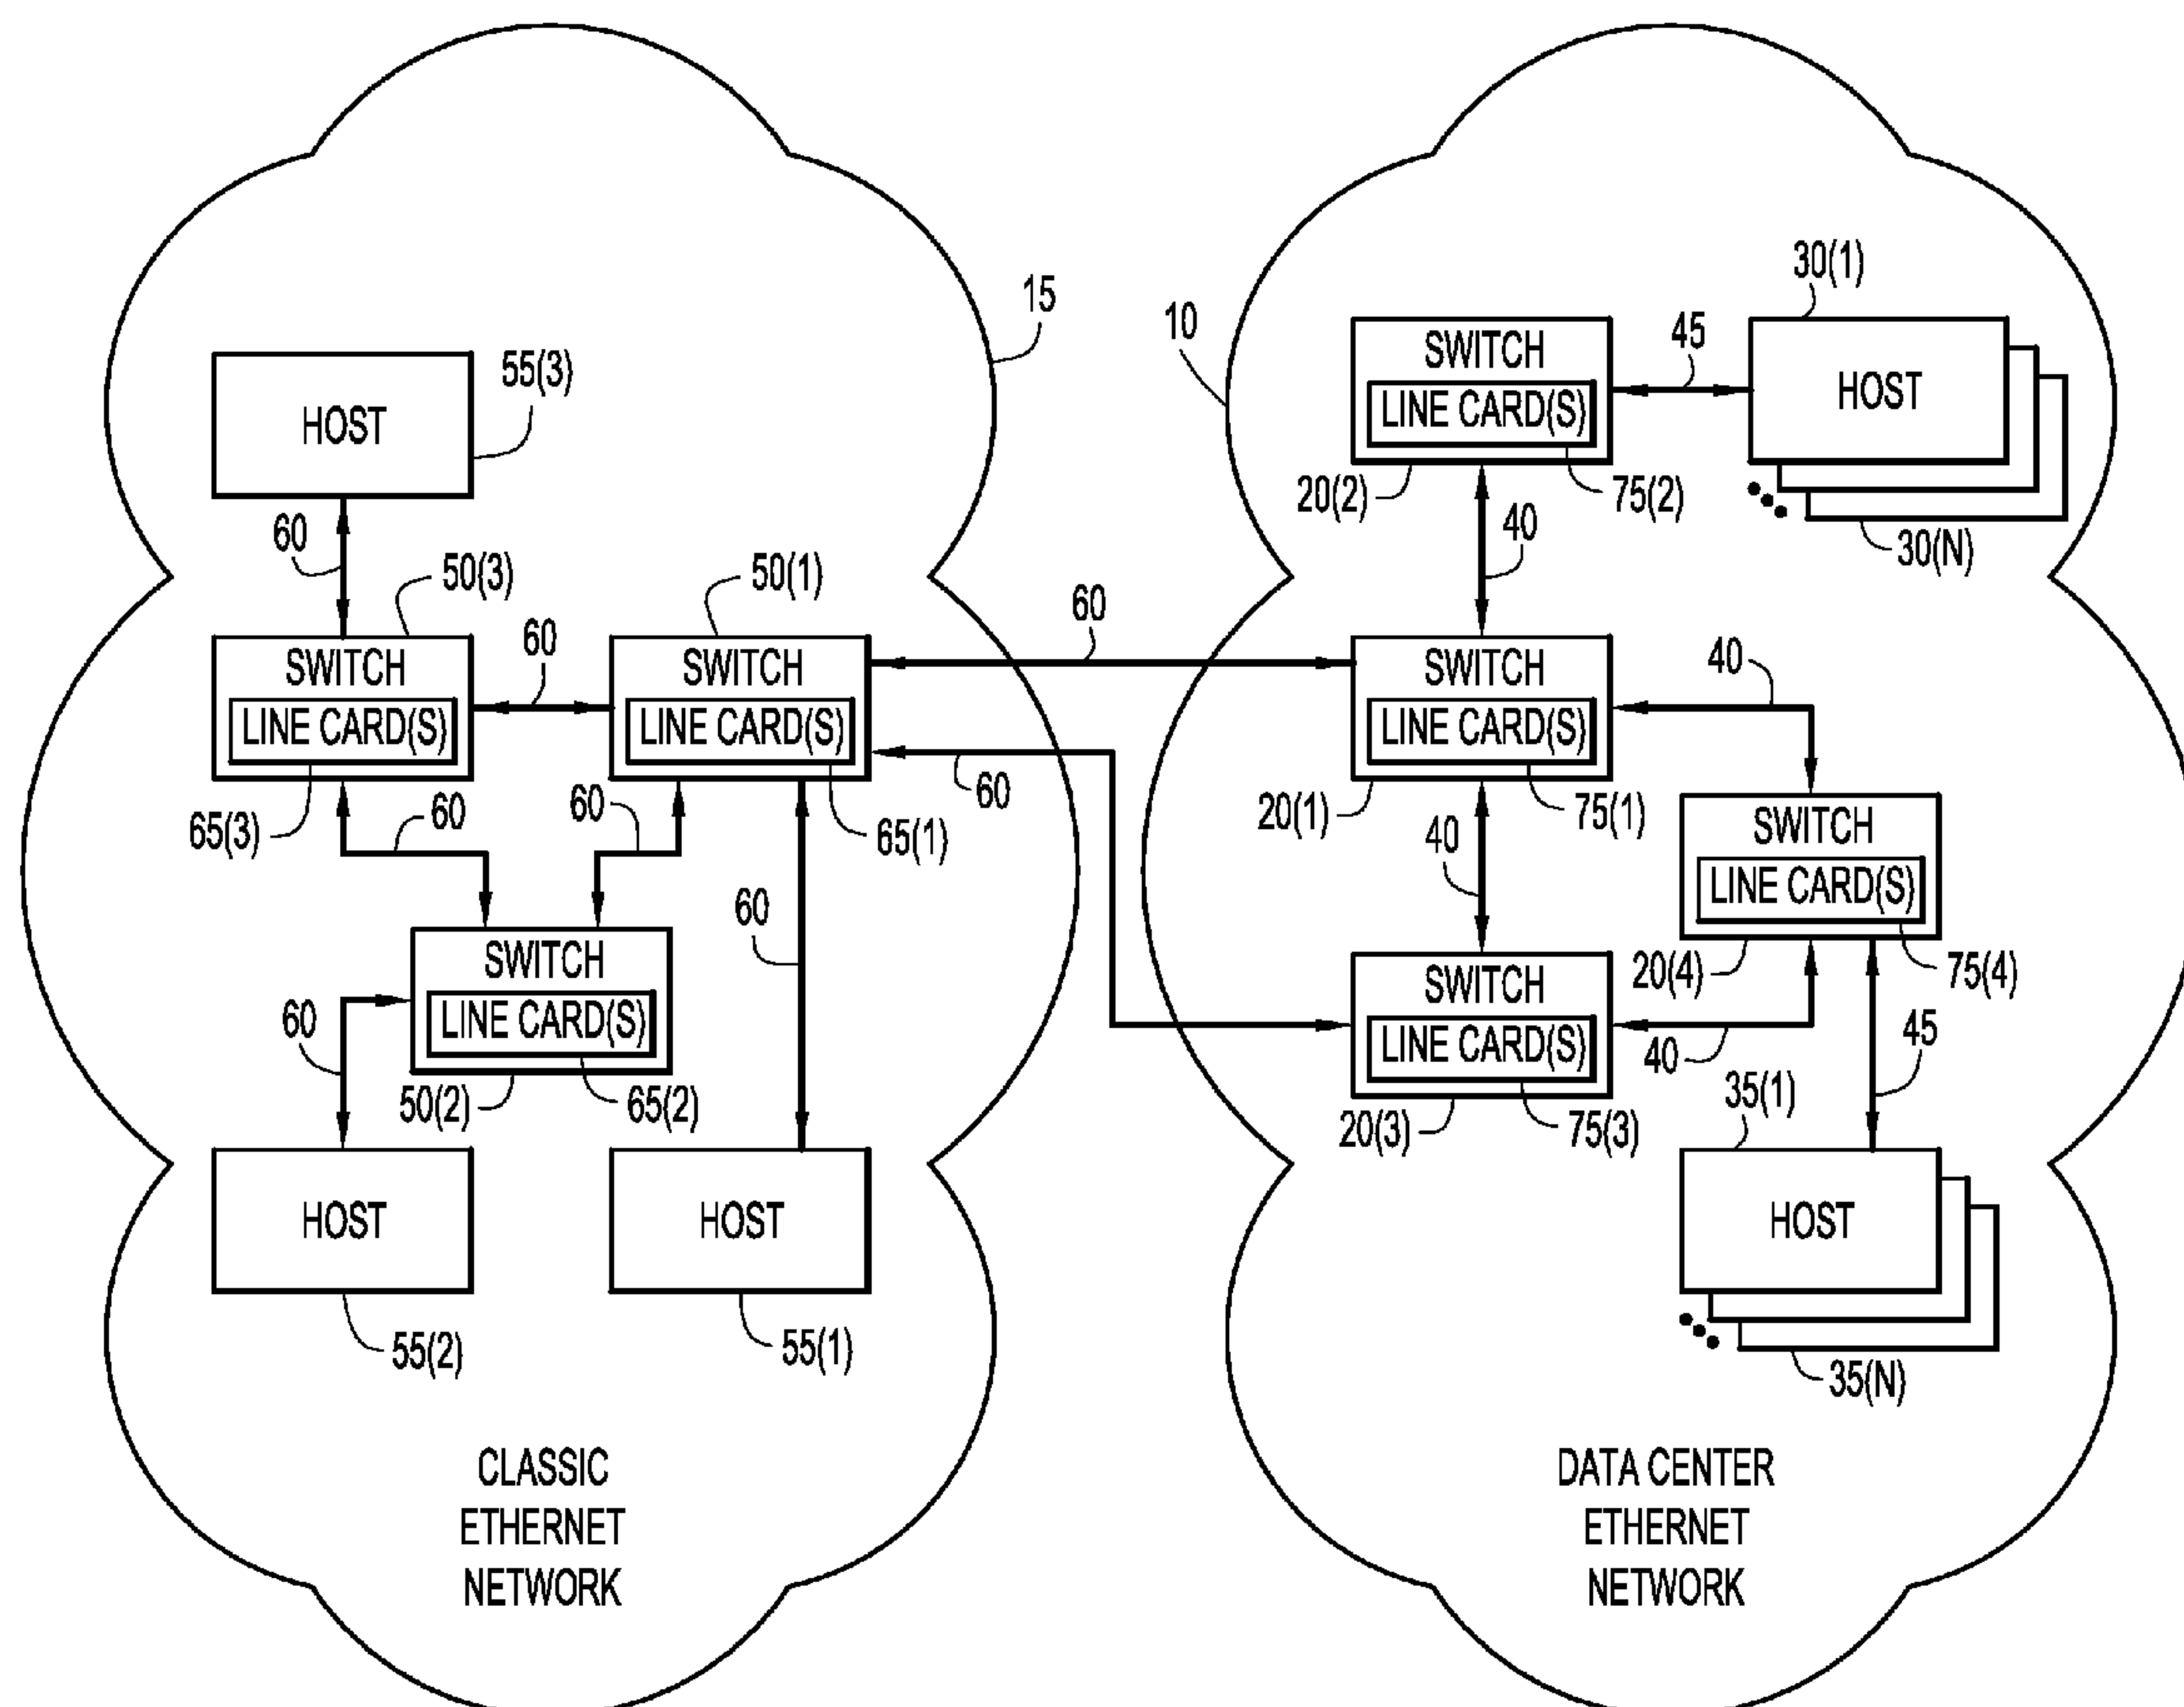 30(1)
15
10
45
SWITCH
LINE CARD(S)
HOST
55(3)
HOST
20(2)
75(2)
30(N)
60
40
50(3)
50(1)
60
60
40
SWITCH
LINE CARD(S)
SWITCH
LINE CARD(S)
SWITCH
LINE CARD(S)
60
65(3)
60
60
65(1)
20(1)
75(1)
40
SWITCH
LINE CARD(S)
60
SWITCH
LINE CARD(S)
20(4)
75(4)
SWITCH
LINE CARD(S)
60
45
40
50(2)
65(2)
35(1)
20(3)
75(3)
HOST
HOST
HOST
55(2)
55(1)
35(N)
CLASSIC
ETHERNET
NETWORK
DATA CENTER
ETHERNET
NETWORK